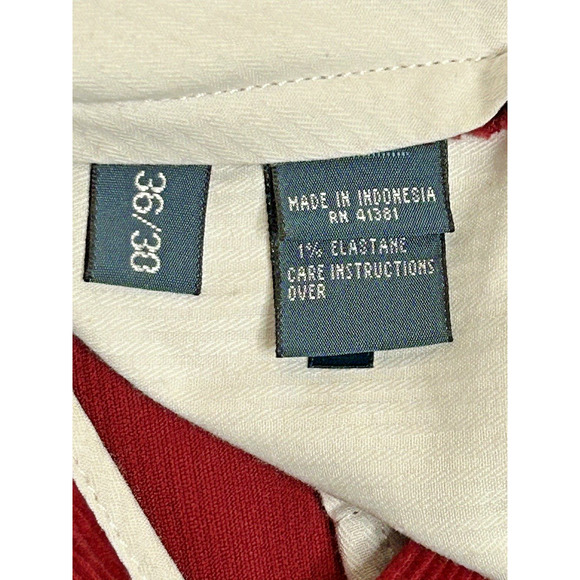 36/30
MADE IN INDONESIA
RN 41381
1% ELASTANE
CARE INSTRUCTIONS
OVER